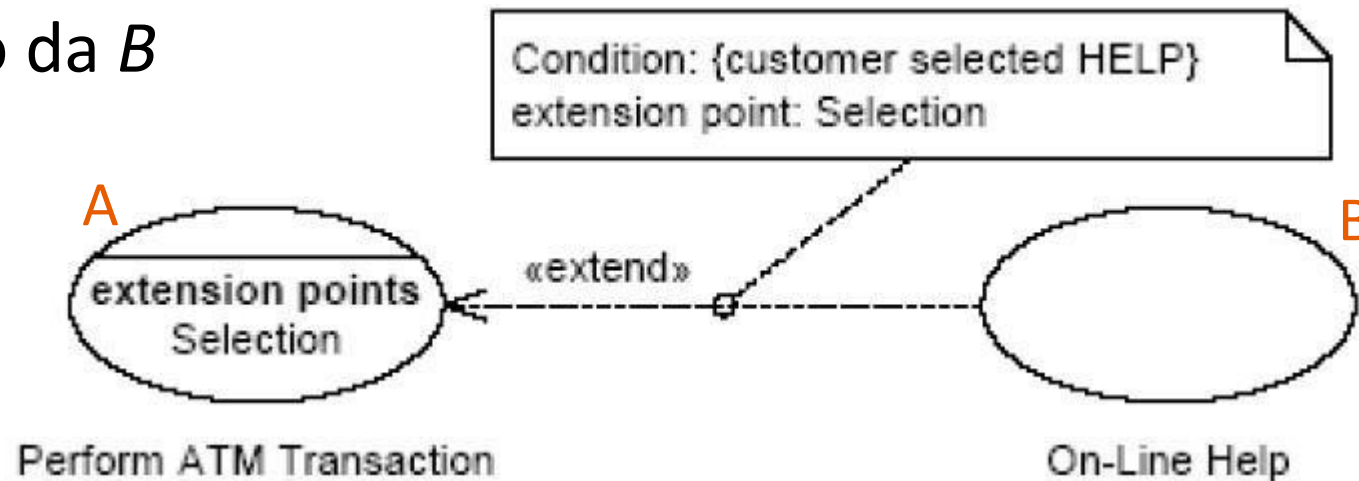 da B
Condition: {customer selected HELP}
extension point: Selection
A
B
«extend»
extension points
Selection
Perform ATM Transaction
On-Line Help